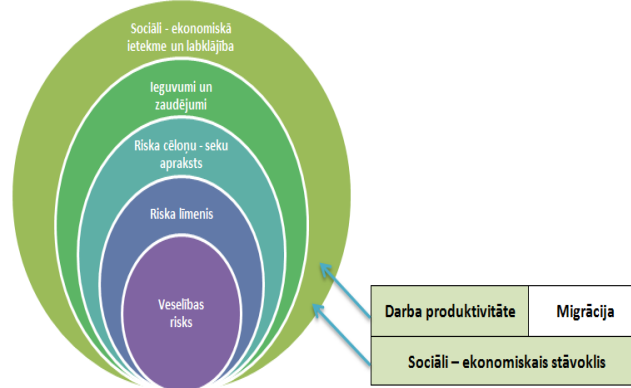 Sociāli - ekonomiskā
ietekme un labklājība
Ieguvumi un
zaudējumi
Riska cēloņu - seku
apraksts
Riska līmenis
Veselības
risks
Darba produktivitāte
Migrācija
Sociāli – ekonomiskais stāvoklis